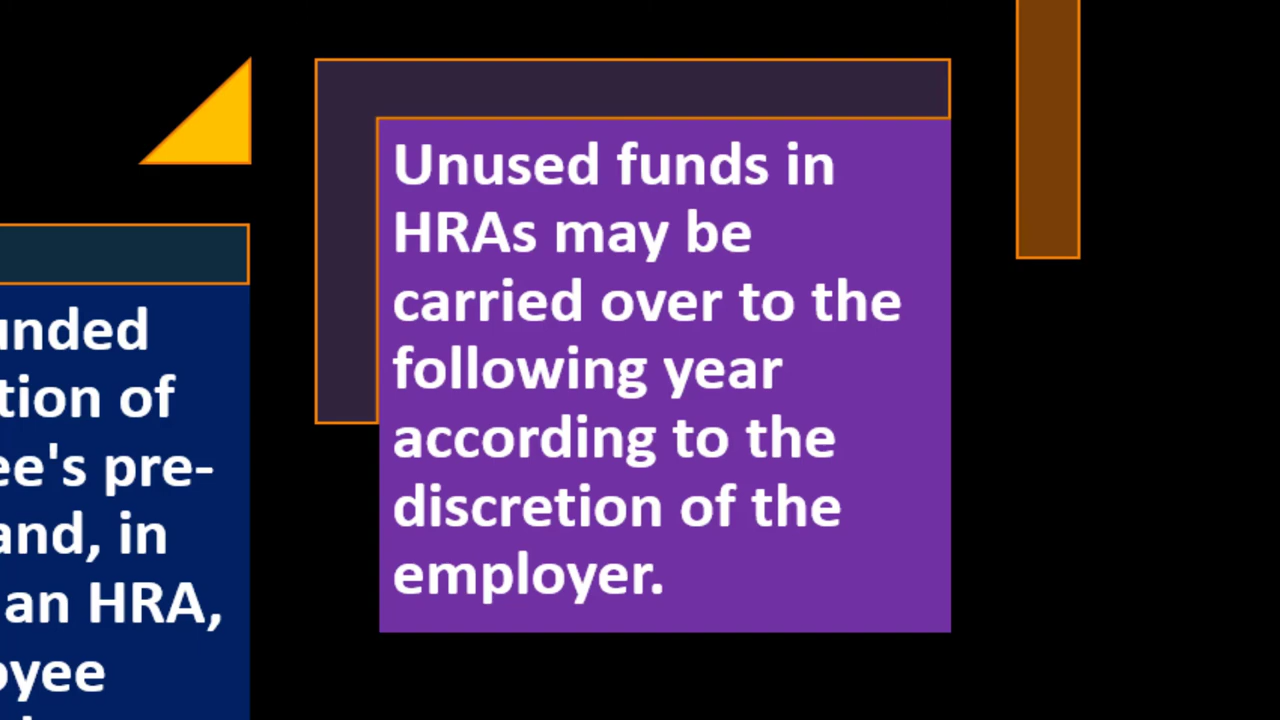 unded
tion of
ee's pre-
and, in
an HRA,
oyee
Unused funds in
HRAs may be
carried over to the
following year
according to the
discretion of the
employer.